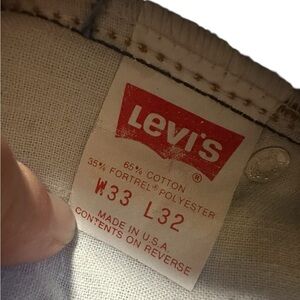 LEVI'S ®
65% COTTON
35% FORTREL® POLYESTER
W33 L32
MADE IN U.S.A.
CONTENTS ON REVERSE